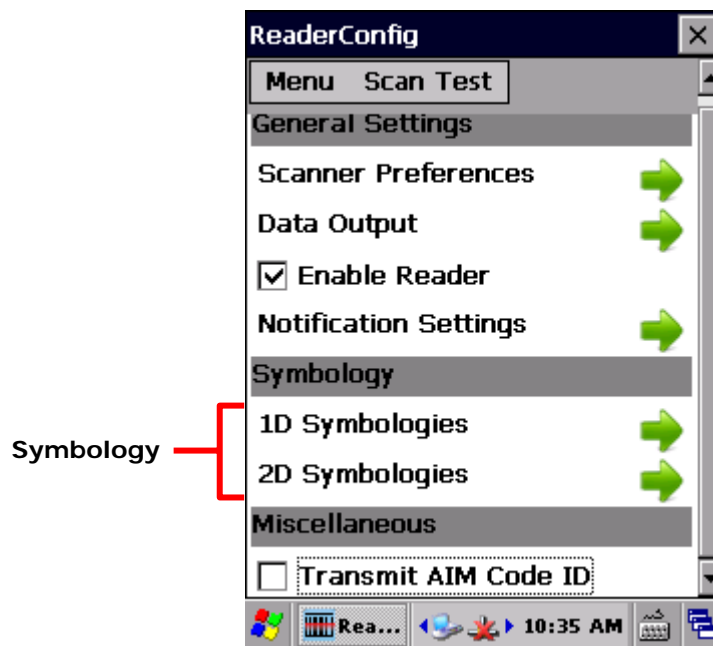 ReaderConfig
Menu Scan Test
General Settings
Scanner Preferences
Data Output
Enable Reader
Notification Settings
Symbology
1D Symbologies
Symbology
2D Symbologies
Miscellaneous
Transmit AIM Code ID
Rea... 10:35 AM